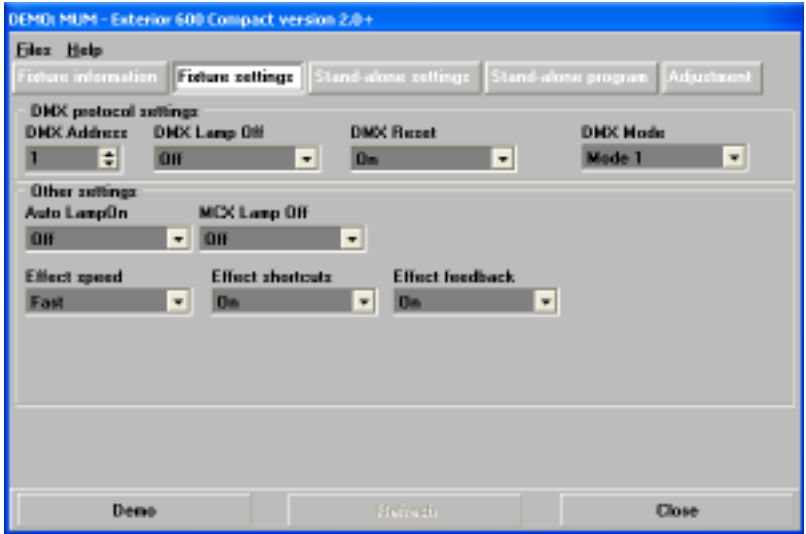 DEMO: MUM - Exterior 600 Compact version 2.0+
Files Help
Fixture information Fixture settings Stand-alone settings Stand-alone program Adjustment
DMX protocol settings
DMX Address DMX Lamp Off DMX Reset DMX Mode
1 Off On Mode 1
Other settings
Auto LampOn MCX Lamp Off
Off Off
Effect speed Effect shortcuts Effect feedback
Fast On On
Demo Refresh Close